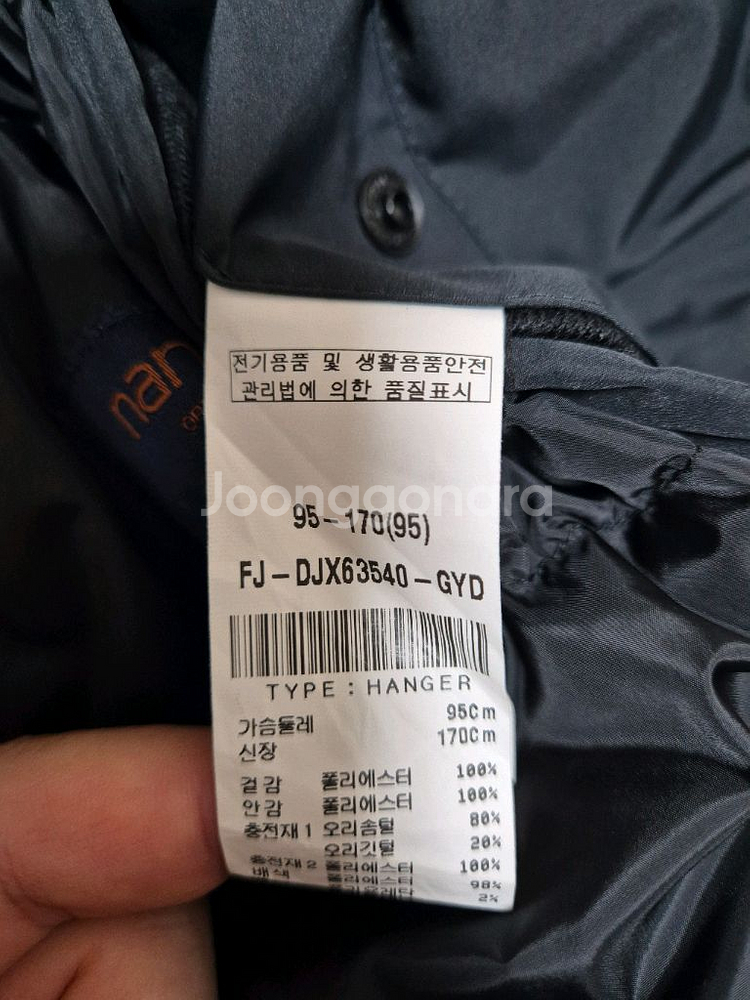 nan
전기용품 및 생활용품안전
관리법에 의한 품질표시
Joonggonara
95-170(95)
FJ-DJX63540-GYD
TYPE : HANGER
가슴둘레 95Cm
신장 170Cm
겉감 폴리에스터 100%
안감 폴리에스터 100%
충전재1 오리솜털 80%
오리깃털 20%
충전재2 폴리에스터 100%
배색 폴리에스터 98%
2%